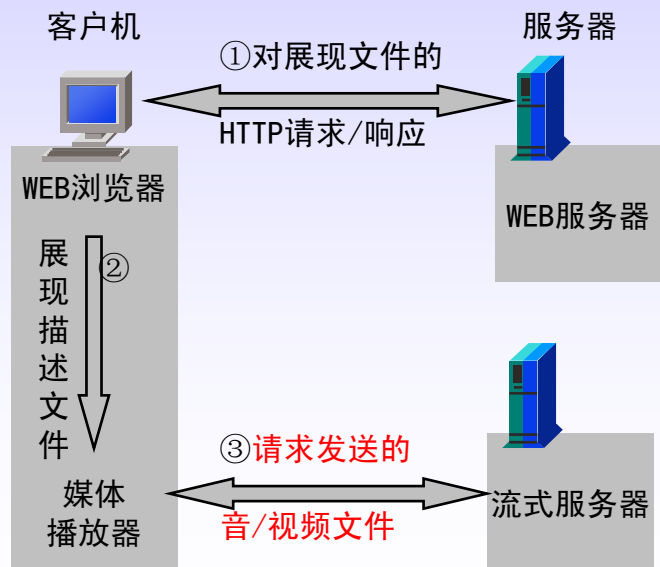 客户机
服务器
①对展现文件的
HTTP请求/响应
WEB浏览器
WEB服务器
②
展
现
描
述
文
件
③请求发送的
音/视频文件
媒体
播放器
流式服务器